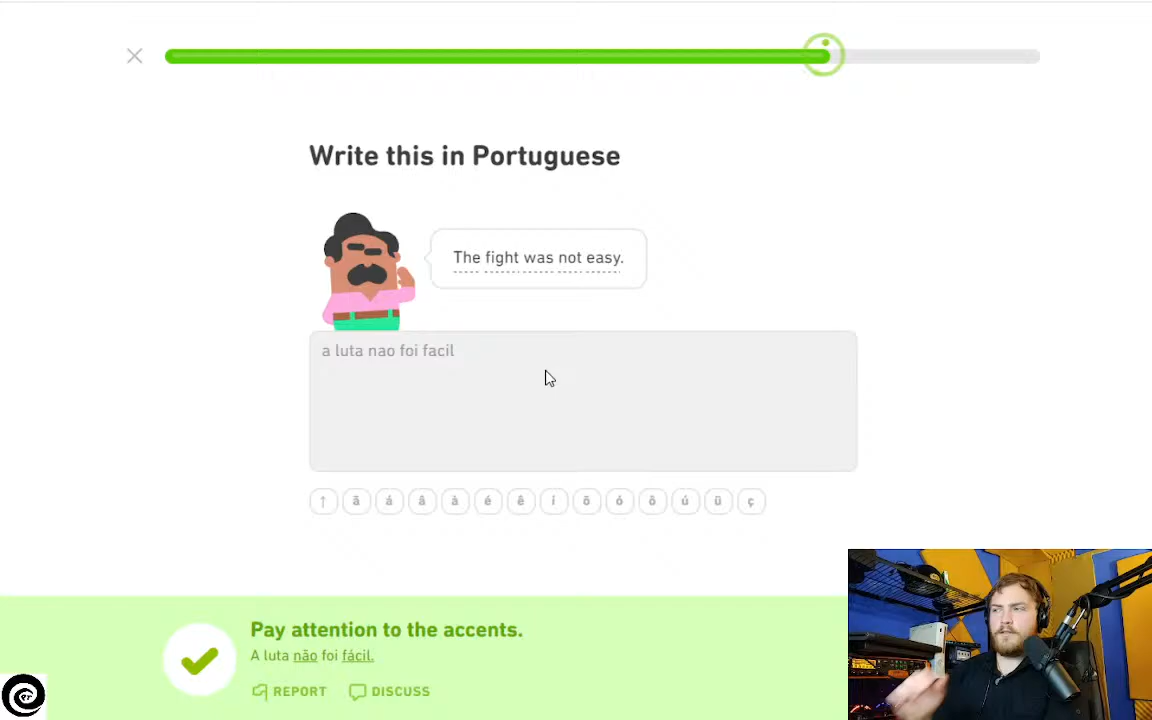 Write this in Portuguese
The fight was not easy.
a luta nao foi facil
↑ ã á â à é ê í õ ó ô ú ü ç
Pay attention to the accents.
A luta não foi fácil.
REPORT DISCUSS